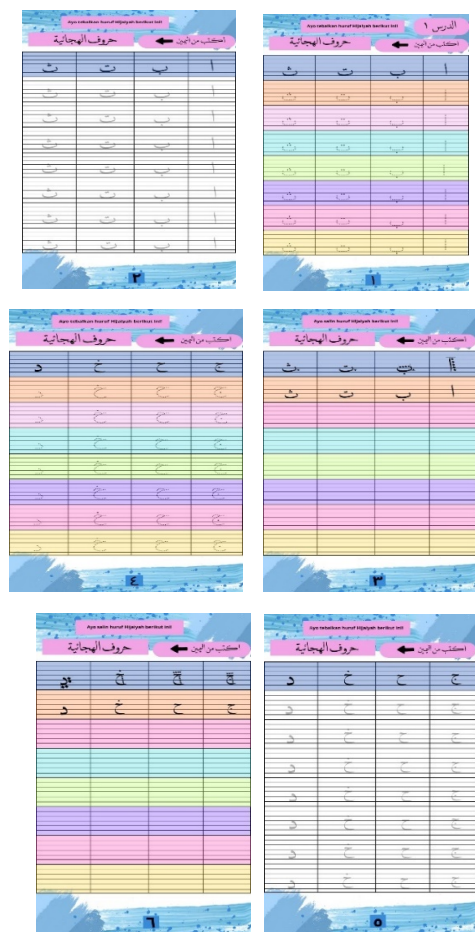 الدرس ١
Ayo tebalkan huruf Hijaiyah berikut ini!
اكتب من اليمين
حروف الهجائية
ا ب ت ث
ا ب ت ث
ا ب ت ث
ا ب ت ث
ا ب ت ث
ا ب ت ث
ا ب ت ث
ا ب ت ث
١
Ayo tebalkan huruf Hijaiyah berikut ini!
اكتب من اليمين
حروف الهجائية
ا ب ت ث
ا ب ت ث
ا ب ت ث
ا ب ت ث
ا ب ت ث
ا ب ت ث
ا ب ت ث
ا ب ت ث
٢
Ayo salin huruf Hijaiyah berikut ini!
اكتب من اليمين
حروف الهجائية
ا ب ت ث
ا ب ت ث
٣
Ayo tebalkan huruf Hijaiyah berikut ini!
اكتب من اليمين
حروف الهجائية
ج ح خ د
ج ح خ د
ج ح خ د
ج ح خ د
ج ح خ د
ج ح خ د
ج ح خ د
ج ح خ د
٤
Ayo tebalkan huruf Hijaiyah berikut ini!
اكتب من اليمين
حروف الهجائية
ج ح خ د
ج ح خ د
ج ح خ د
ج ح خ د
ج ح خ د
ج ح خ د
ج ح خ د
ج ح خ د
٥
Ayo salin huruf Hijaiyah berikut ini!
اكتب من اليمين
حروف الهجائية
ج ح خ د
ج ح خ د
٦